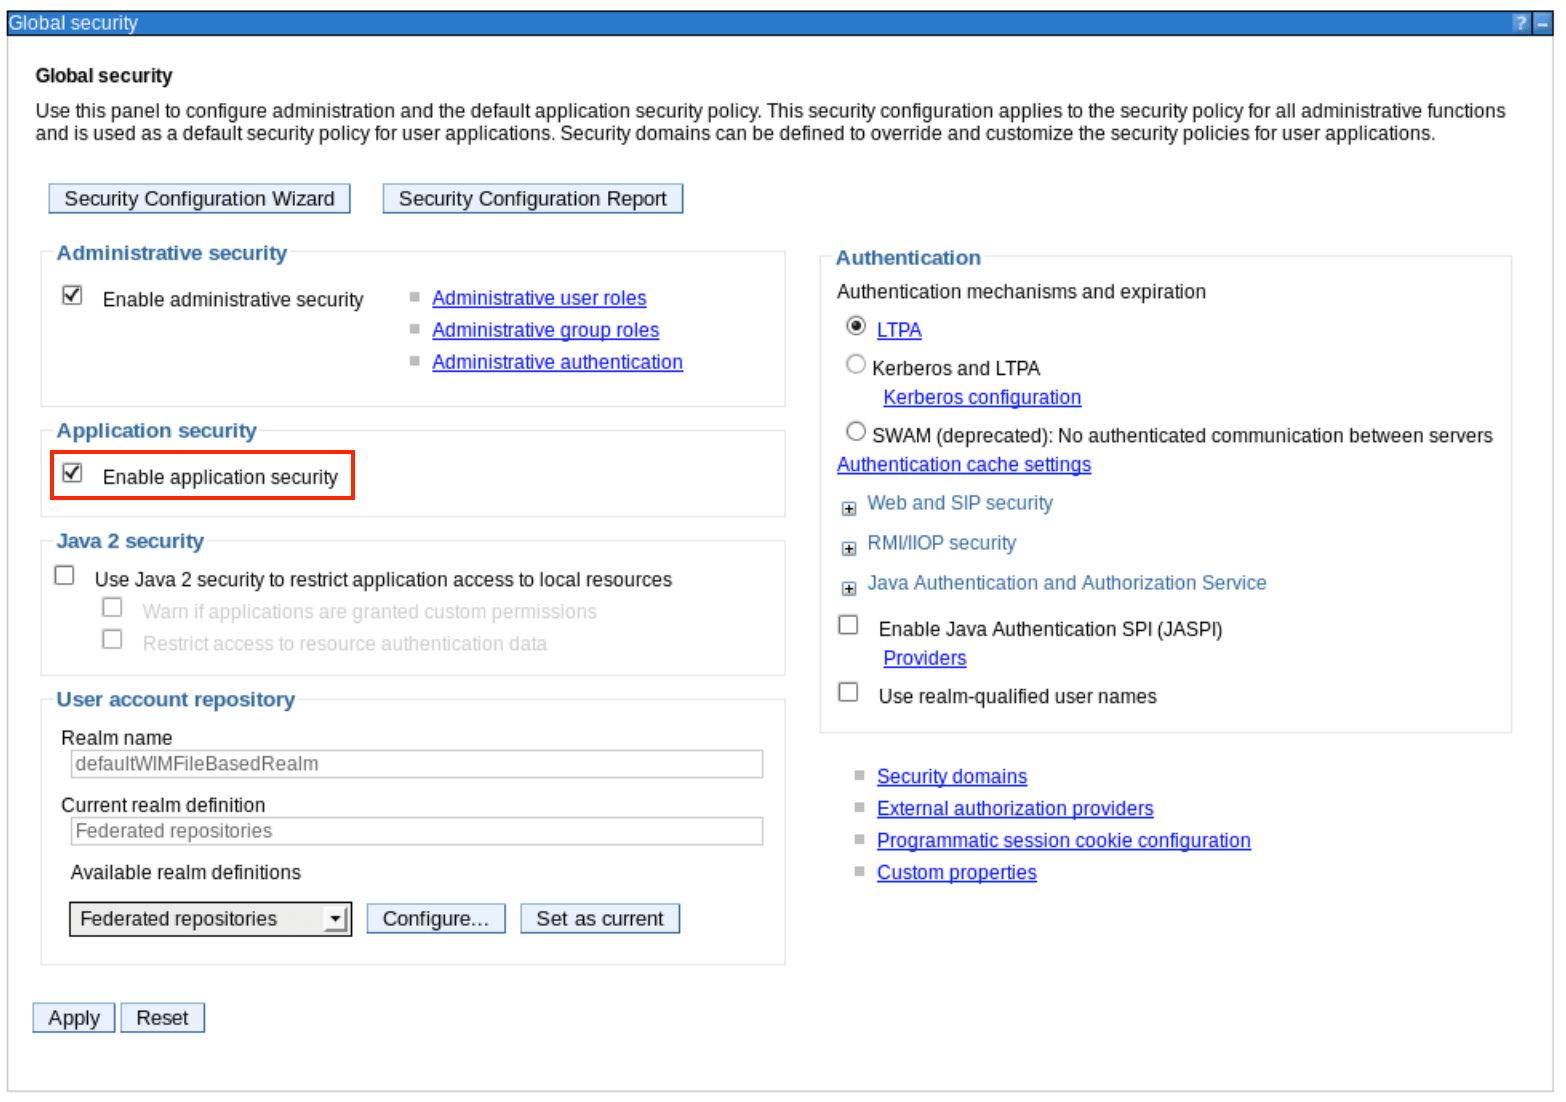 Global security
?
Global security
Use this panel to configure administration and the default application security policy. This security configuration applies to the security policy for all administrative functions
and is used as a default security policy for user applications. Security domains can be defined to override and customize the security policies for user applications.
Security Configuration Wizard
Security Configuration Report
Administrative security
Enable administrative security
Administrative user roles
Administrative group roles
Administrative authentication
Application security
Enable application security
Java 2 security
Use Java 2 security to restrict application access to local resources
Warn if applications are granted custom permissions
Restrict access to resource authentication data
User account repository
Realm name
defaultWIMFileBasedRealm
Current realm definition
Federated repositories
Available realm definitions
Federated repositories
Configure...
Set as current
Authentication
Authentication mechanisms and expiration
LTPA
Kerberos and LTPA
Kerberos configuration
SWAM (deprecated): No authenticated communication between servers
Authentication cache settings
Web and SIP security
RMI/IIOP security
Java Authentication and Authorization Service
Enable Java Authentication SPI (JASPI)
Providers
Use realm-qualified user names
Security domains
External authorization providers
Programmatic session cookie configuration
Custom properties
Apply
Reset